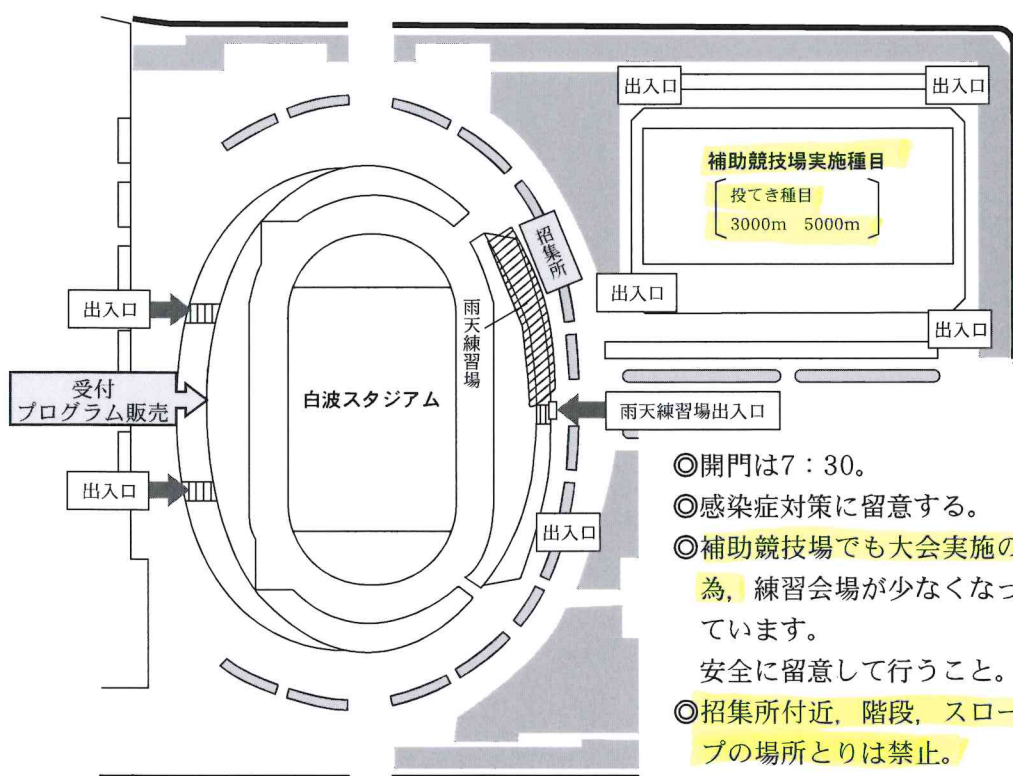 出入口
出入口
補助競技場実施種目
投てき種目
3000m 5000m
招集所
出入口
出入口
出入口
雨天練習場
受付
プログラム販売
白波スタジアム
雨天練習場出入口
出入口
出入口
◎開門は7：30。
◎感染症対策に留意する。
◎補助競技場でも大会実施の
為，練習会場が少なくなっ
ています。
安全に留意して行うこと。
◎招集所付近，階段，スロー
プの場所とりは禁止。